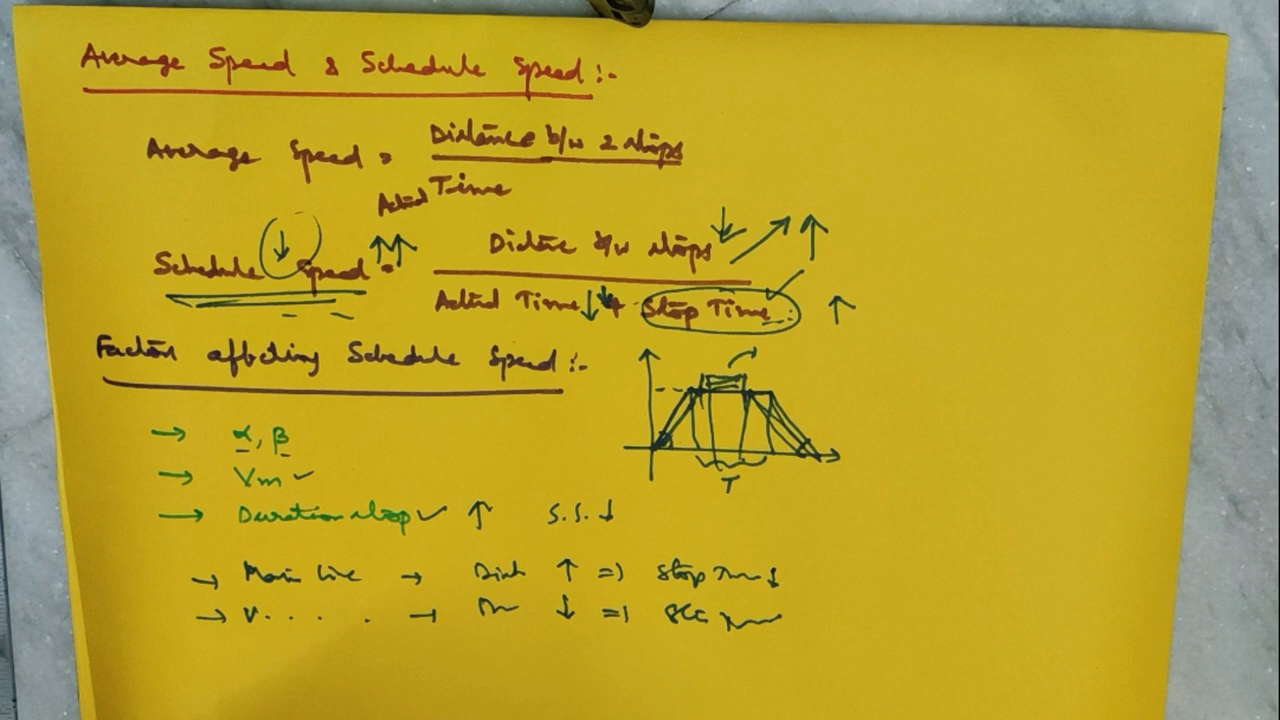 Average Speed & Schedule Speed :-
Average Speed = Distance b/w 2 stops
Actual Time
Schedule ↓ Speed ↑↑ = Distance b/w stops ↓ ↑
Actual Time ↓ + Stop Time ↑
Factors affecting Schedule Speed :-
→ α, β
→ Vm ✓
→ Duration stop ✓ ↑ S.S. ↓
T
→ Main line → Dist ↑ => Stop Time ↓
→ V. . . . . → ↓ =>